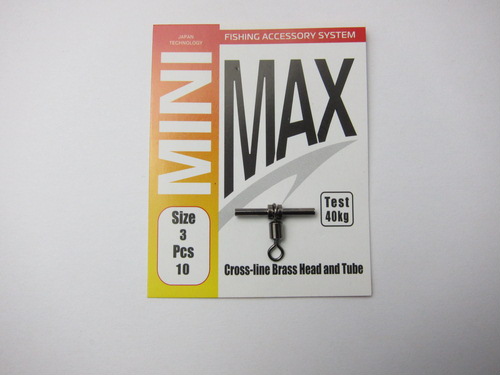 JAPAN
TECHNOLOGY
FISHING ACCESSORY SYSTEM
MINI
MAX
Size
3
Pcs
10
Test
40kg
Cross-line Brass Head and Tube